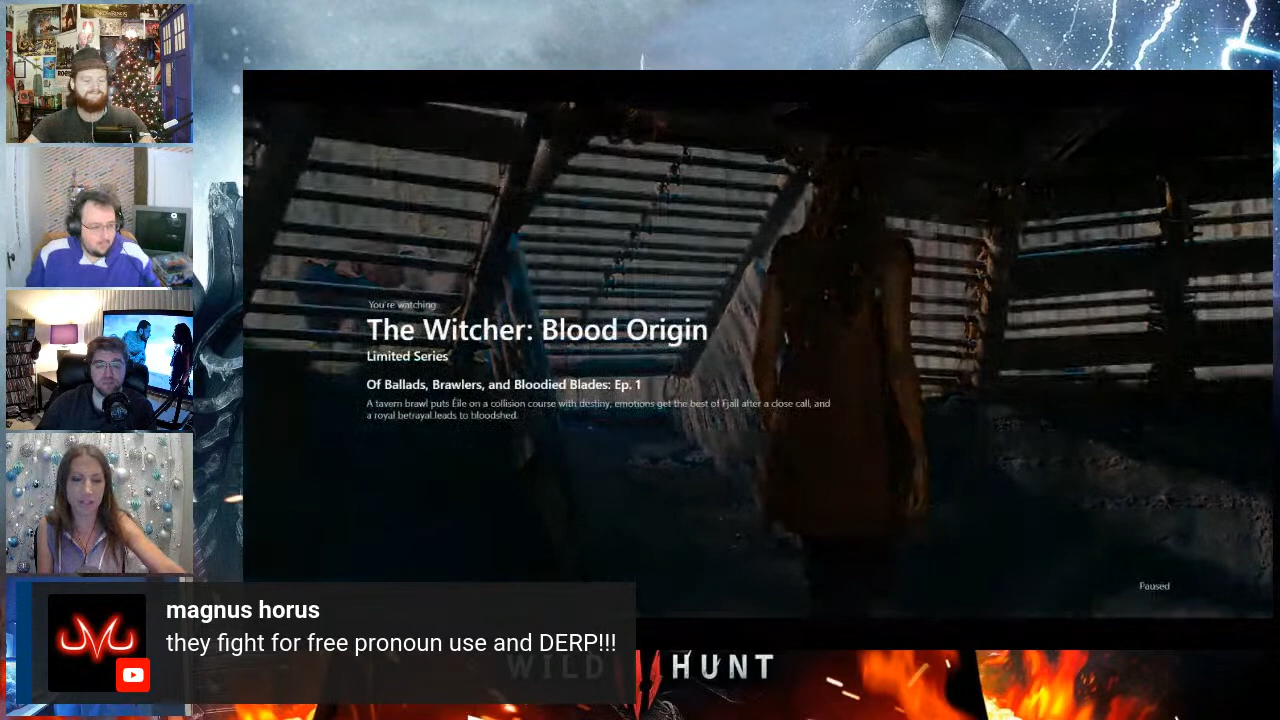 You're watching
The Witcher: Blood Origin
Limited Series
Of Ballads, Brawlers, and Bloodied Blades: Ep. 1
A tavern brawl puts Éile on a collision course with destiny, emotions get the best of Fjall after a close call, and
a royal betrayal leads to bloodshed.
Paused
magnus horus
they fight for free pronoun use and DERP!!!
WILD HUNT